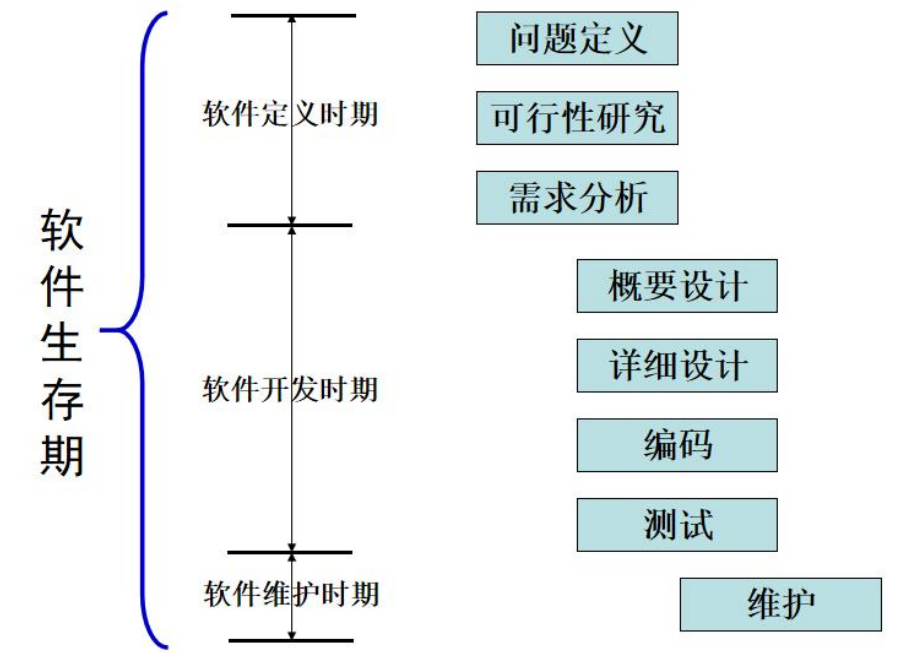 软件生存期
软件定义时期
问题定义
可行性研究
需求分析
软件开发时期
概要设计
详细设计
编码
测试
软件维护时期
维护